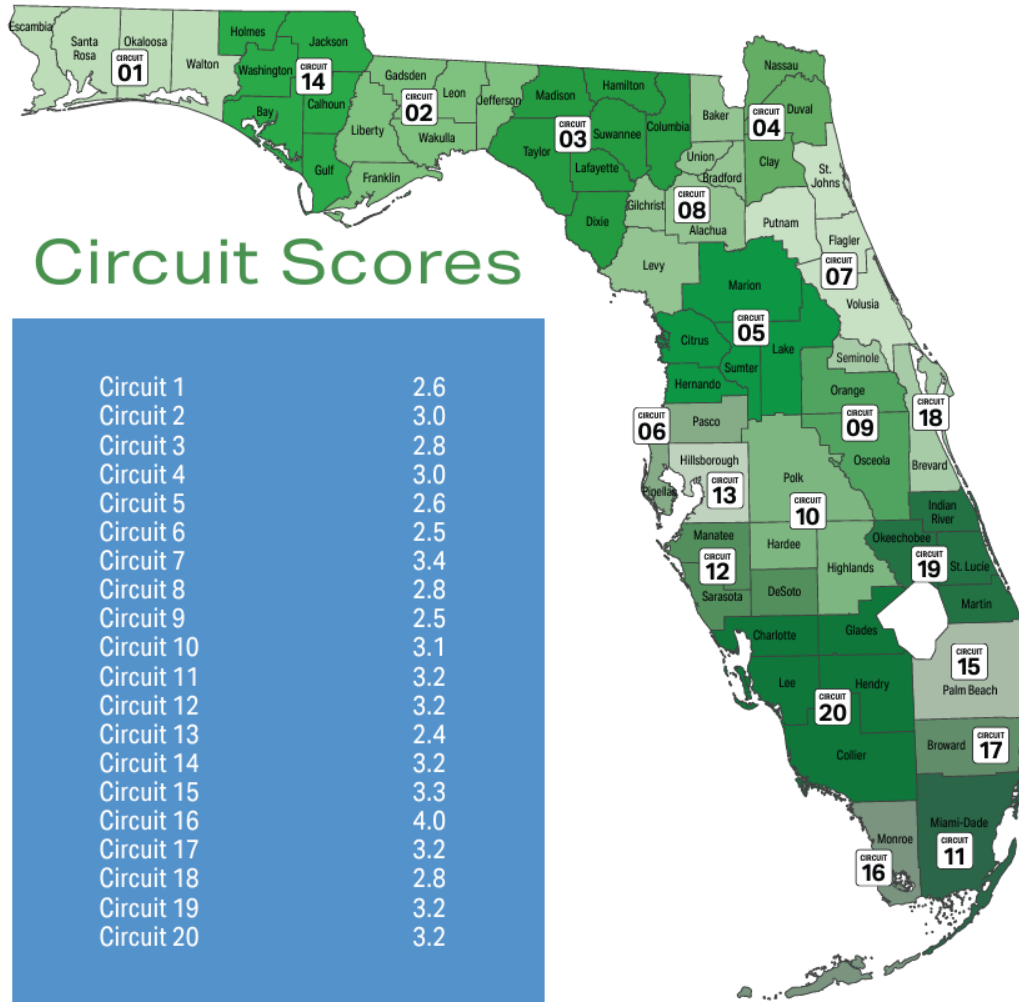 Escambia
Santa
Rosa
Okaloosa
Walton
CIRCUIT
01
Holmes
Jackson
Washington
CIRCUIT
14
Bay
Calhoun
Gulf
Gadsden
Leon
Jefferson
CIRCUIT
02
Liberty
Wakulla
Franklin
Madison
Hamilton
CIRCUIT
03
Suwannee
Columbia
Taylor
Lafayette
Dixie
Nassau
Baker
CIRCUIT
04
Duval
Clay
Union
Bradford
St.
Johns
Gilchrist
CIRCUIT
08
Alachua
Putnam
Levy
Flagler
CIRCUIT
07
Volusia
Marion
CIRCUIT
05
Citrus
Lake
Sumter
Hernando
Seminole
Orange
CIRCUIT
06
Pasco
CIRCUIT
09
CIRCUIT
18
Osceola
Brevard
Hillsborough
Pinellas
CIRCUIT
13
Polk
CIRCUIT
10
Indian
River
Manatee
Hardee
Okeechobee
CIRCUIT
12
Highlands
CIRCUIT
19
St. Lucie
Sarasota
DeSoto
Martin
Charlotte
Glades
CIRCUIT
15
Palm Beach
Lee
Hendry
CIRCUIT
20
Collier
Broward
CIRCUIT
17
Miami-Dade
CIRCUIT
11
Monroe
CIRCUIT
16
Circuit Scores
Circuit 1 2.6
Circuit 2 3.0
Circuit 3 2.8
Circuit 4 3.0
Circuit 5 2.6
Circuit 6 2.5
Circuit 7 3.4
Circuit 8 2.8
Circuit 9 2.5
Circuit 10 3.1
Circuit 11 3.2
Circuit 12 3.2
Circuit 13 2.4
Circuit 14 3.2
Circuit 15 3.3
Circuit 16 4.0
Circuit 17 3.2
Circuit 18 2.8
Circuit 19 3.2
Circuit 20 3.2